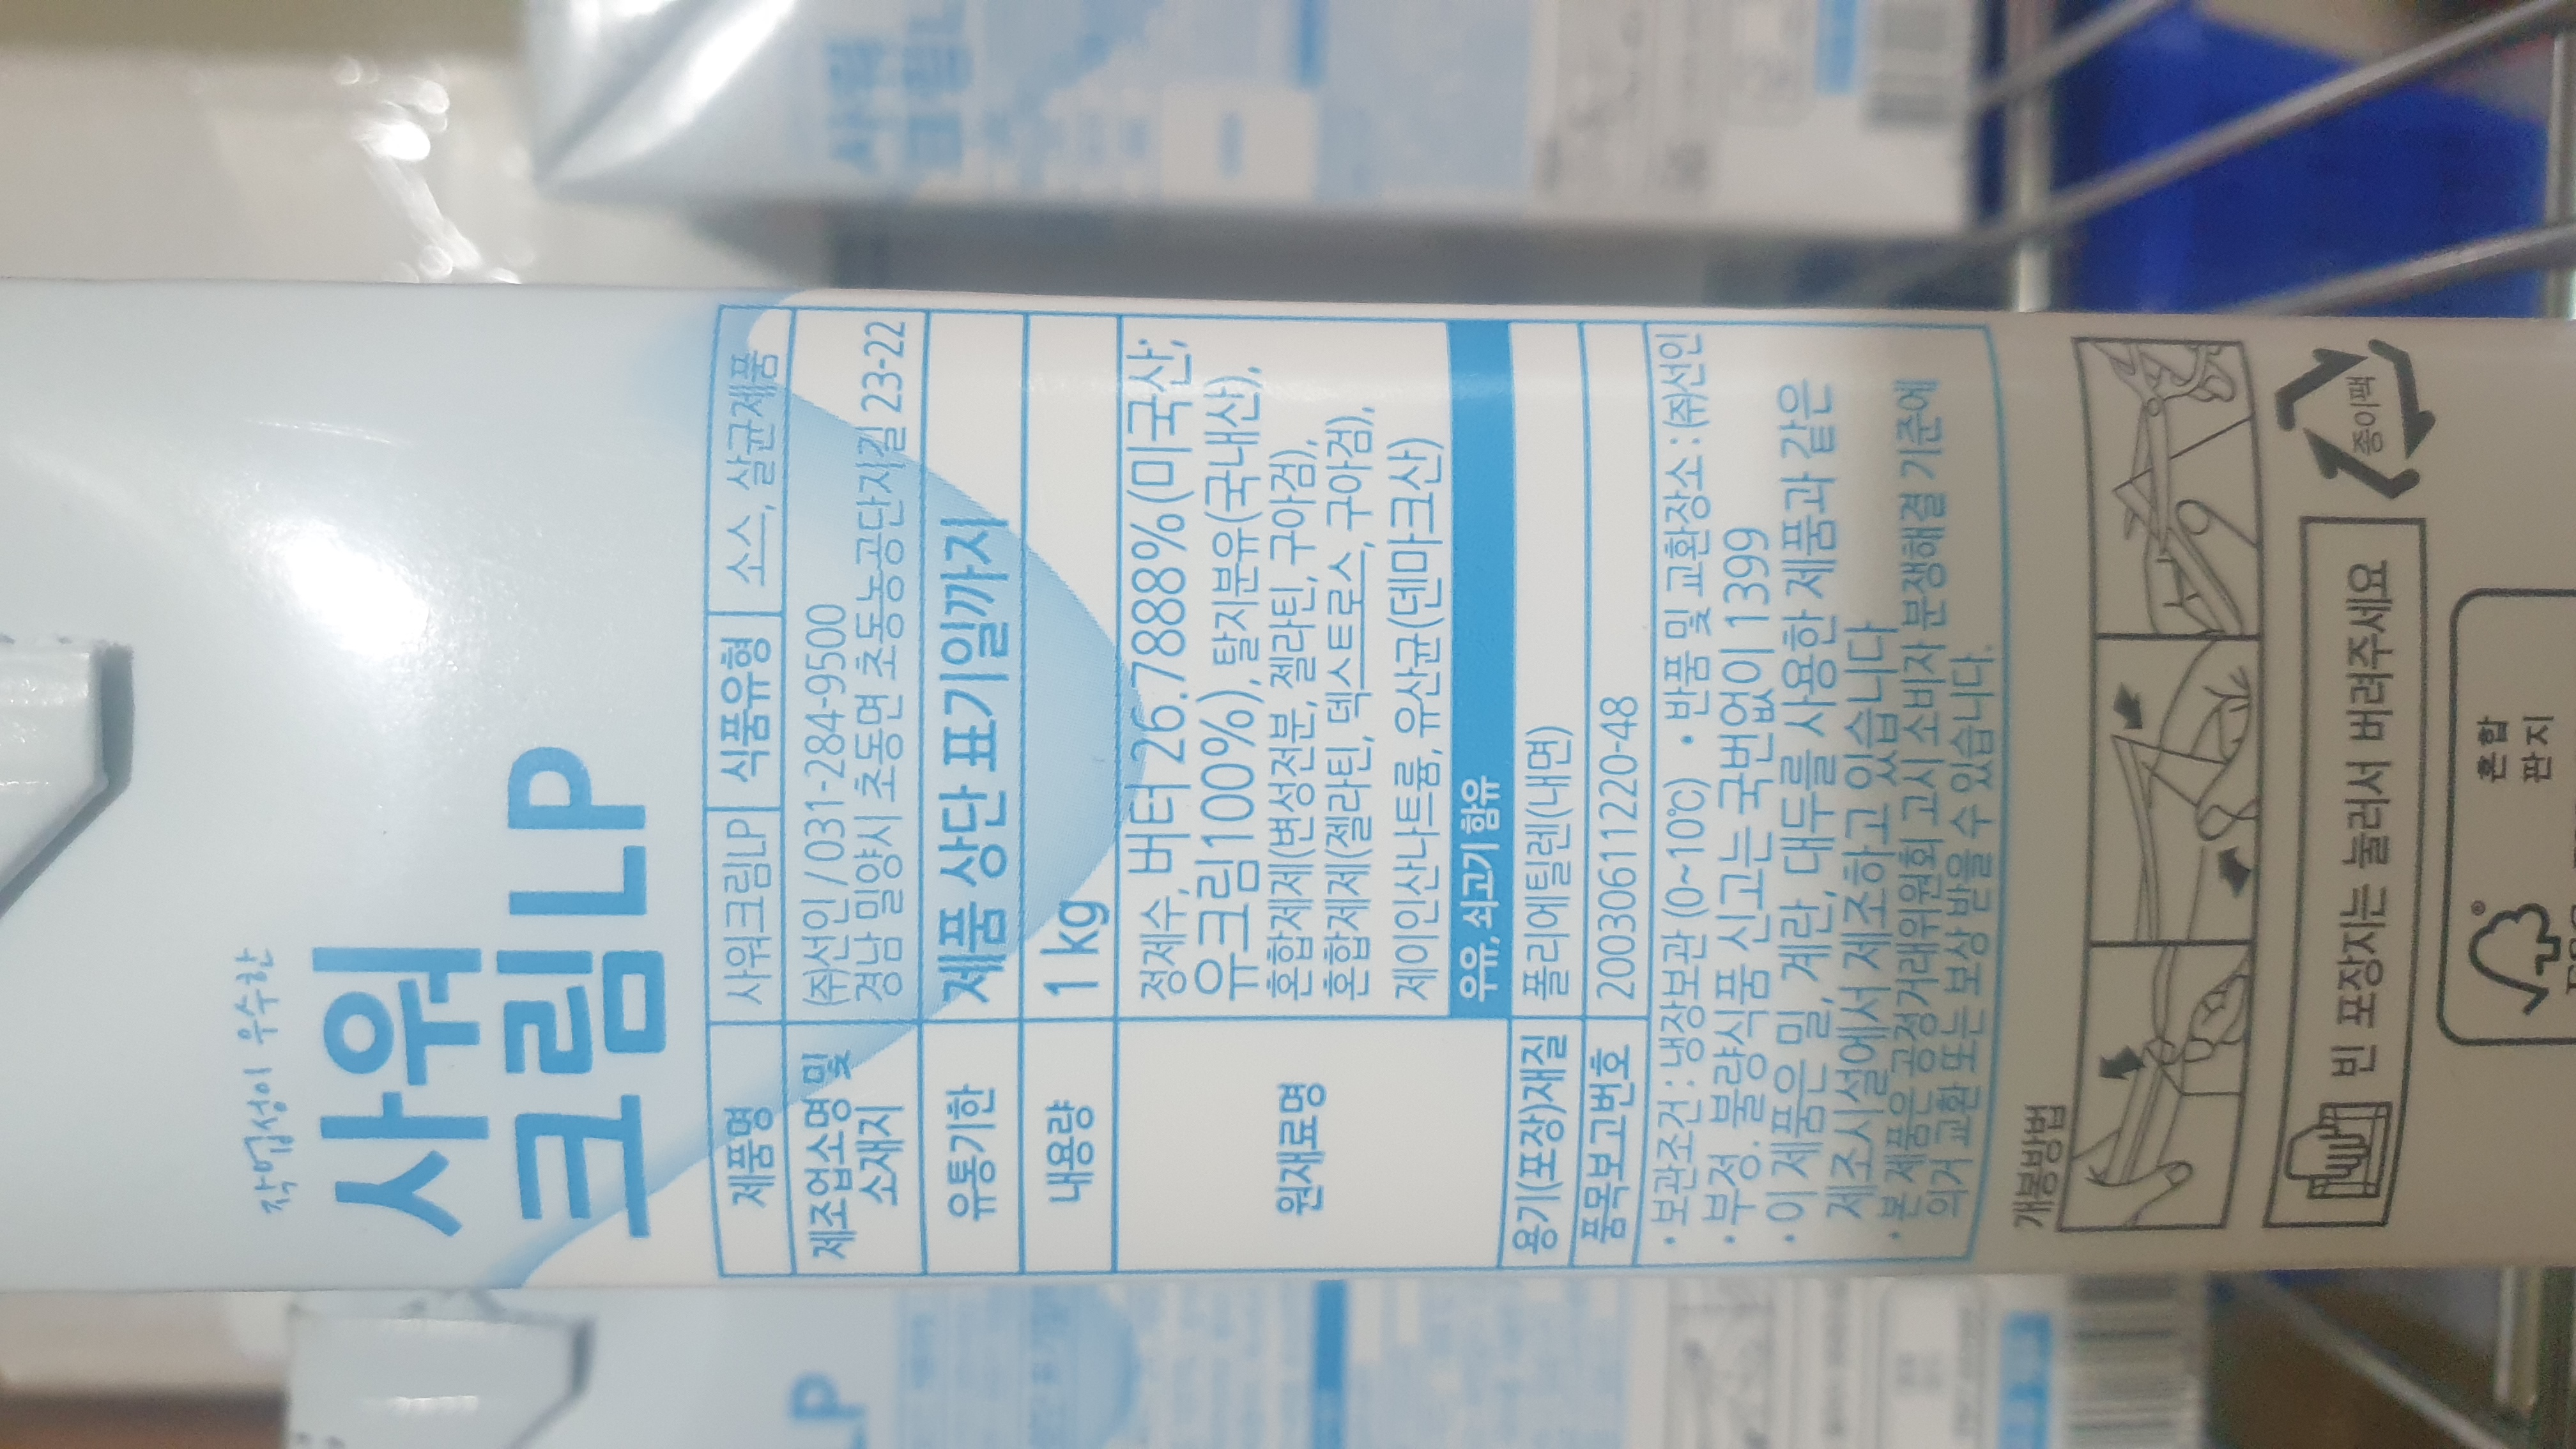 작업성이 우수한
사워
크림LP
제품명 사워크림LP 식품유형 소스, 살균제품
제조업소명 및 소재지 (주)선인 / 031-284-9500
경남 밀양시 초동면 초동농공단지길 23-22
유통기한 제품 상단 표기일까지
내용량 1 kg
원재료명 정제수, 버터 26.7888%(미국산;
유크림100%), 탈지분유(국내산),
혼합제제(변성전분, 젤라틴, 구아검),
혼합제제(젤라틴, 덱스트로스, 구아검),
제이인산나트륨, 유산균(덴마크산)
우유, 쇠고기 함유
용기(포장)재질 폴리에틸렌(내면)
품목보고번호 20030611220-48
• 보관조건 : 냉장보관 (0~10℃) • 반품 및 교환장소 : (주)선인
• 부정. 불량식품 신고는 국번없이 1399
• 이 제품은 밀, 계란, 대두를 사용한 제품과 같은
제조시설에서 제조하고 있습니다
• 본 제품은 공정거래위원회 고시 소비자 분쟁해결 기준에
의거 교환 또는 보상 받을 수 있습니다.
개봉방법
빈 포장지는 눌러서 버려주세요
종이팩
혼합
판지